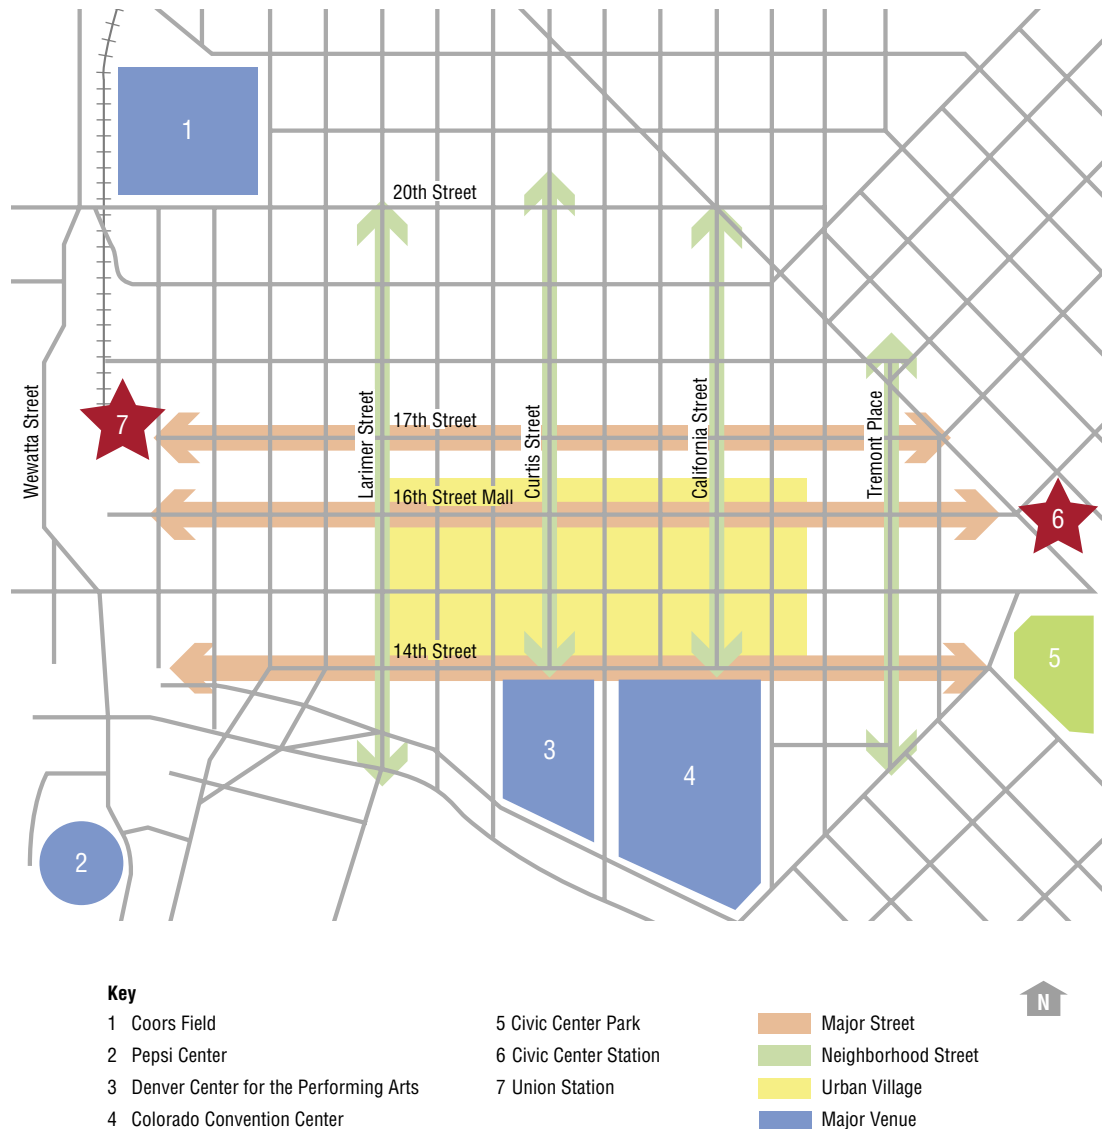 1
20th Street
Wewatta Street
7
17th Street
Larimer Street
Curtis Street
California Street
Tremont Place
16th Street Mall
6
14th Street
5
3
4
2
Key
N
1 Coors Field
2 Pepsi Center
3 Denver Center for the Performing Arts
4 Colorado Convention Center
5 Civic Center Park
6 Civic Center Station
7 Union Station
Major Street
Neighborhood Street
Urban Village
Major Venue